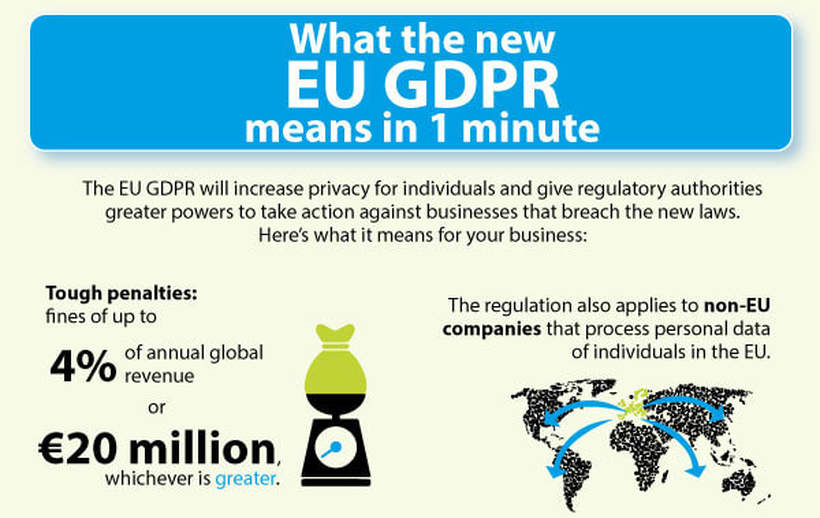 What the new
EU GDPR
means in 1 minute
The EU GDPR will increase privacy for individuals and give regulatory authorities
greater powers to take action against businesses that breach the new laws.
Here's what it means for your business:
Tough penalties:
fines of up to
4% of annual global
revenue
or
€20 million,
whichever is greater.
The regulation also applies to non-EU
companies that process personal data
of individuals in the EU.